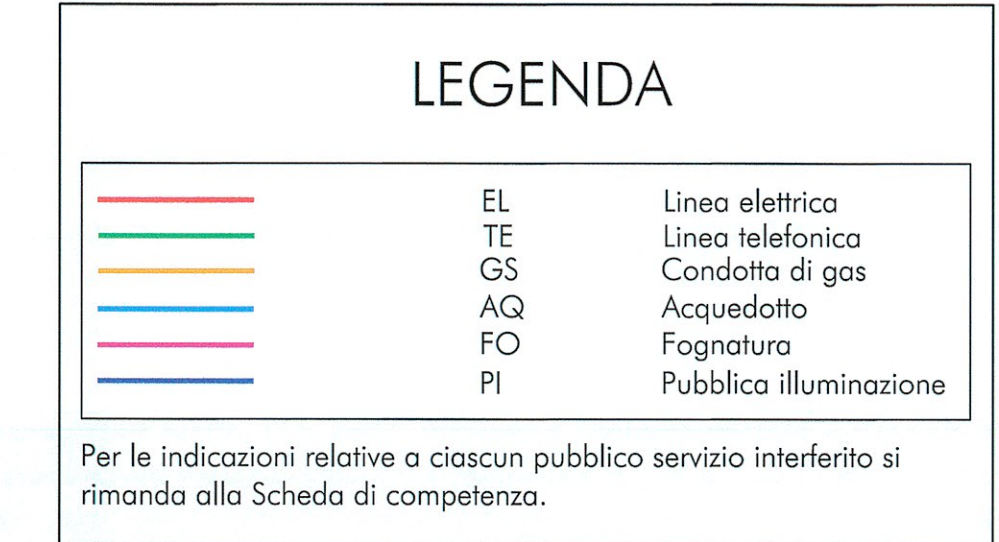 LEGENDA
EL Linea elettrica
TE Linea telefonica
GS Condotta di gas
AQ Acquedotto
FO Fognatura
PI Pubblica illuminazione
Per le indicazioni relative a ciascun pubblico servizio interferito si
rimanda alla Scheda di competenza.